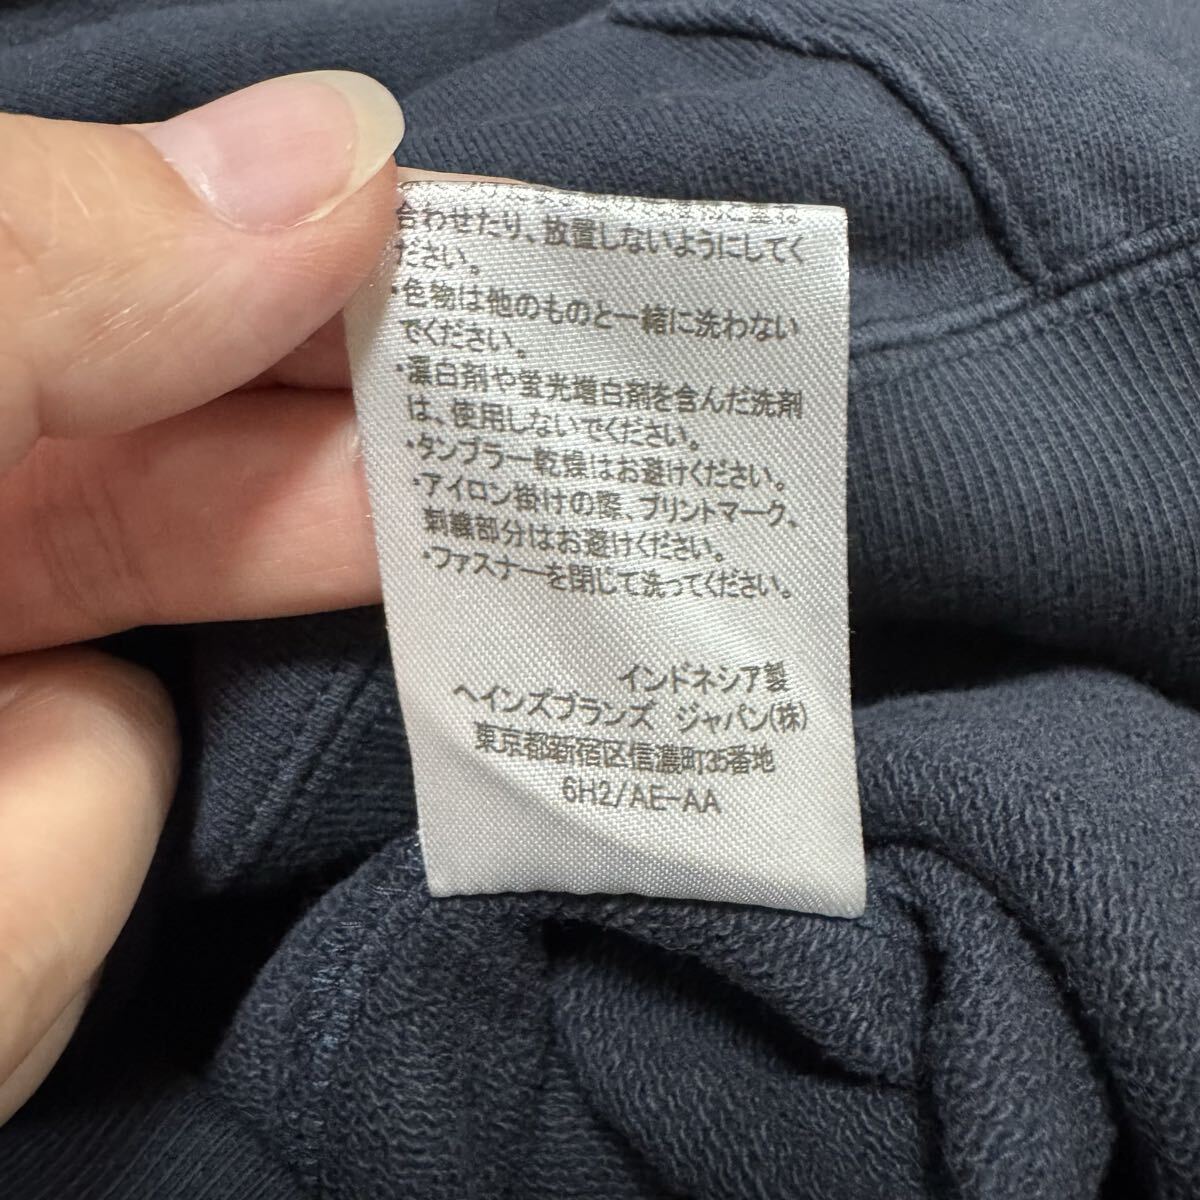 合わせたり、放置しないようにしてく
ださい。
・色物は他のものと一緒に洗わない
でください。
・漂白剤や蛍光増白剤を含んだ洗剤
は、使用しないでください。
・タンブラー乾燥はお避けください。
・アイロン掛けの際、プリントマーク、
刺繍部分はお避けください。
・ファスナーを閉じて洗ってください。
インドネシア製
ヘインズブランズ ジャパン(株)
東京都新宿区信濃町35番地
6H2/AE-AA